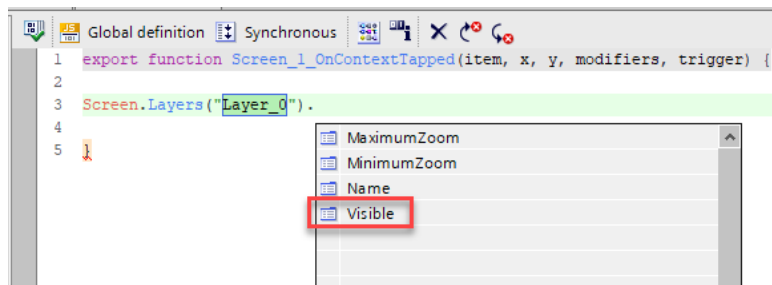 Global definition Synchronous
1 export function Screen_1_OnContextTapped(item, x, y, modifiers, trigger) {
2
3 Screen.Layers("Layer_0").
4
5 }
MaximumZoom
MinimumZoom
Name
Visible